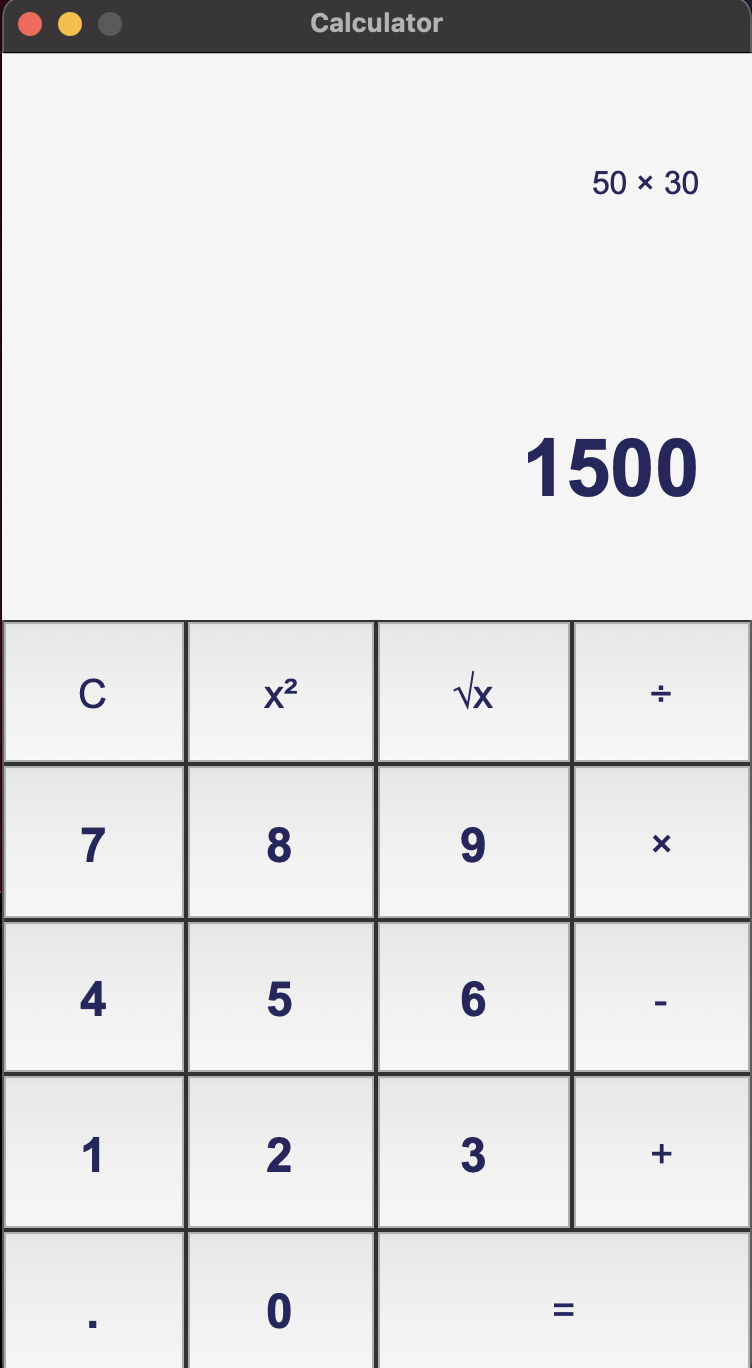 Calculator
50 × 30
1500
C x² √x ÷
7 8 9 ×
4 5 6 -
1 2 3 +
. 0 =